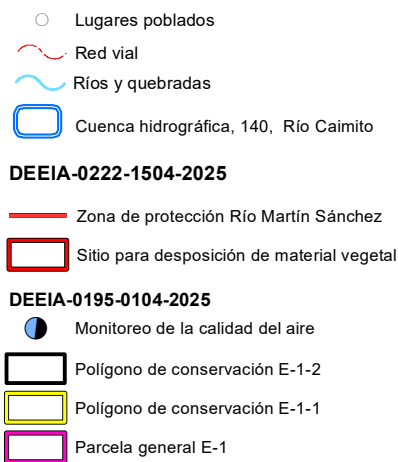 Lugares poblados
Red vial
Ríos y quebradas
Cuenca hidrográfica, 140, Río Caimito
DEEIA-0222-1504-2025
Zona de protección Río Martín Sánchez
Sitio para desposición de material vegetal
DEEIA-0195-0104-2025
Monitoreo de la calidad del aire
Polígono de conservación E-1-2
Polígono de conservación E-1-1
Parcela general E-1